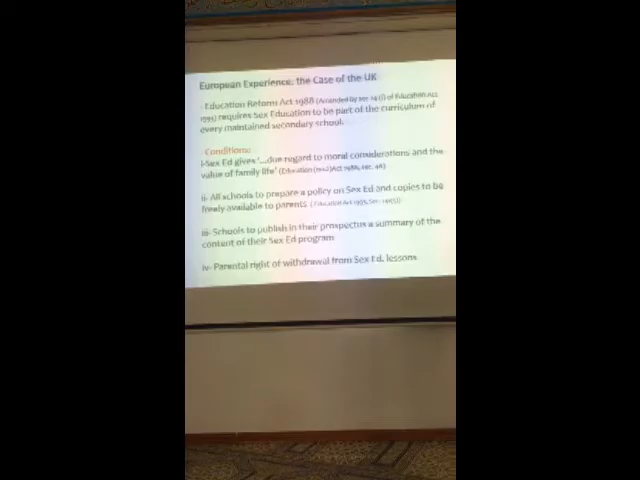 European Experience: the Case of the UK
- Education Reform Act 1988 (Amended by sec 14 (i) of Education Act
1993) requires Sex Education to be part of the curriculum of
every maintained secondary school.
Conditions:
i-Sex Ed gives '...due regard to moral considerations and the
value of family life' (Education (no.2)Act 1986, sec. 46)
ii- All schools to prepare a policy on Sex Ed and copies to be
freely available to parents ( Education Act 1993, Sec.
iii- Schools to publish in their prospectus a summary of the
content of their Sex Ed program
iv- Parental right of withdrawal from Sex Ed. lessons